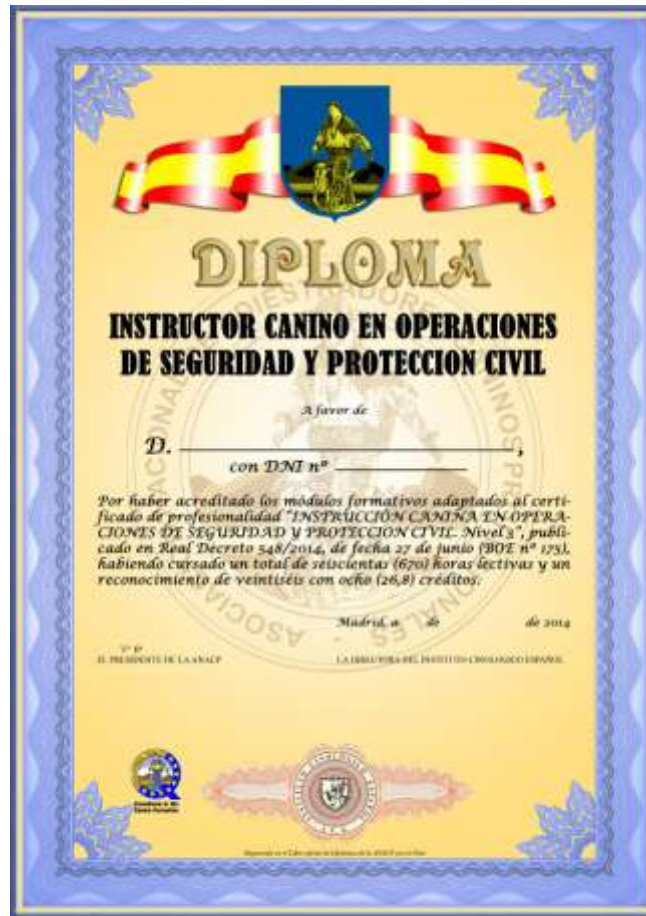 DIPLOMA
INSTRUCTOR CANINO EN OPERACIONES
DE SEGURIDAD Y PROTECCION CIVIL
A favor de
D. ,
con DNI nº
Por haber acreditado los módulos formativos adaptados al certi-
ficado de profesionalidad "INSTRUCCIÓN CANINA EN OPERA-
CIONES DE SEGURIDAD Y PROTECCION CIVIL. Nivel 3", publi-
cado en Real Decreto 548/2014, de fecha 27 de junio (BOE nº 173),
habiendo cursado un total de seiscientas (670) horas lectivas y un
reconocimiento de veintiséis con ocho (26,8) créditos.
Madrid, a de de 2014
Vº Bº
EL PRESIDENTE DE LA ANACP
LA DIRECTORA DEL INSTITUTO CINOLOGICO ESPAÑOL